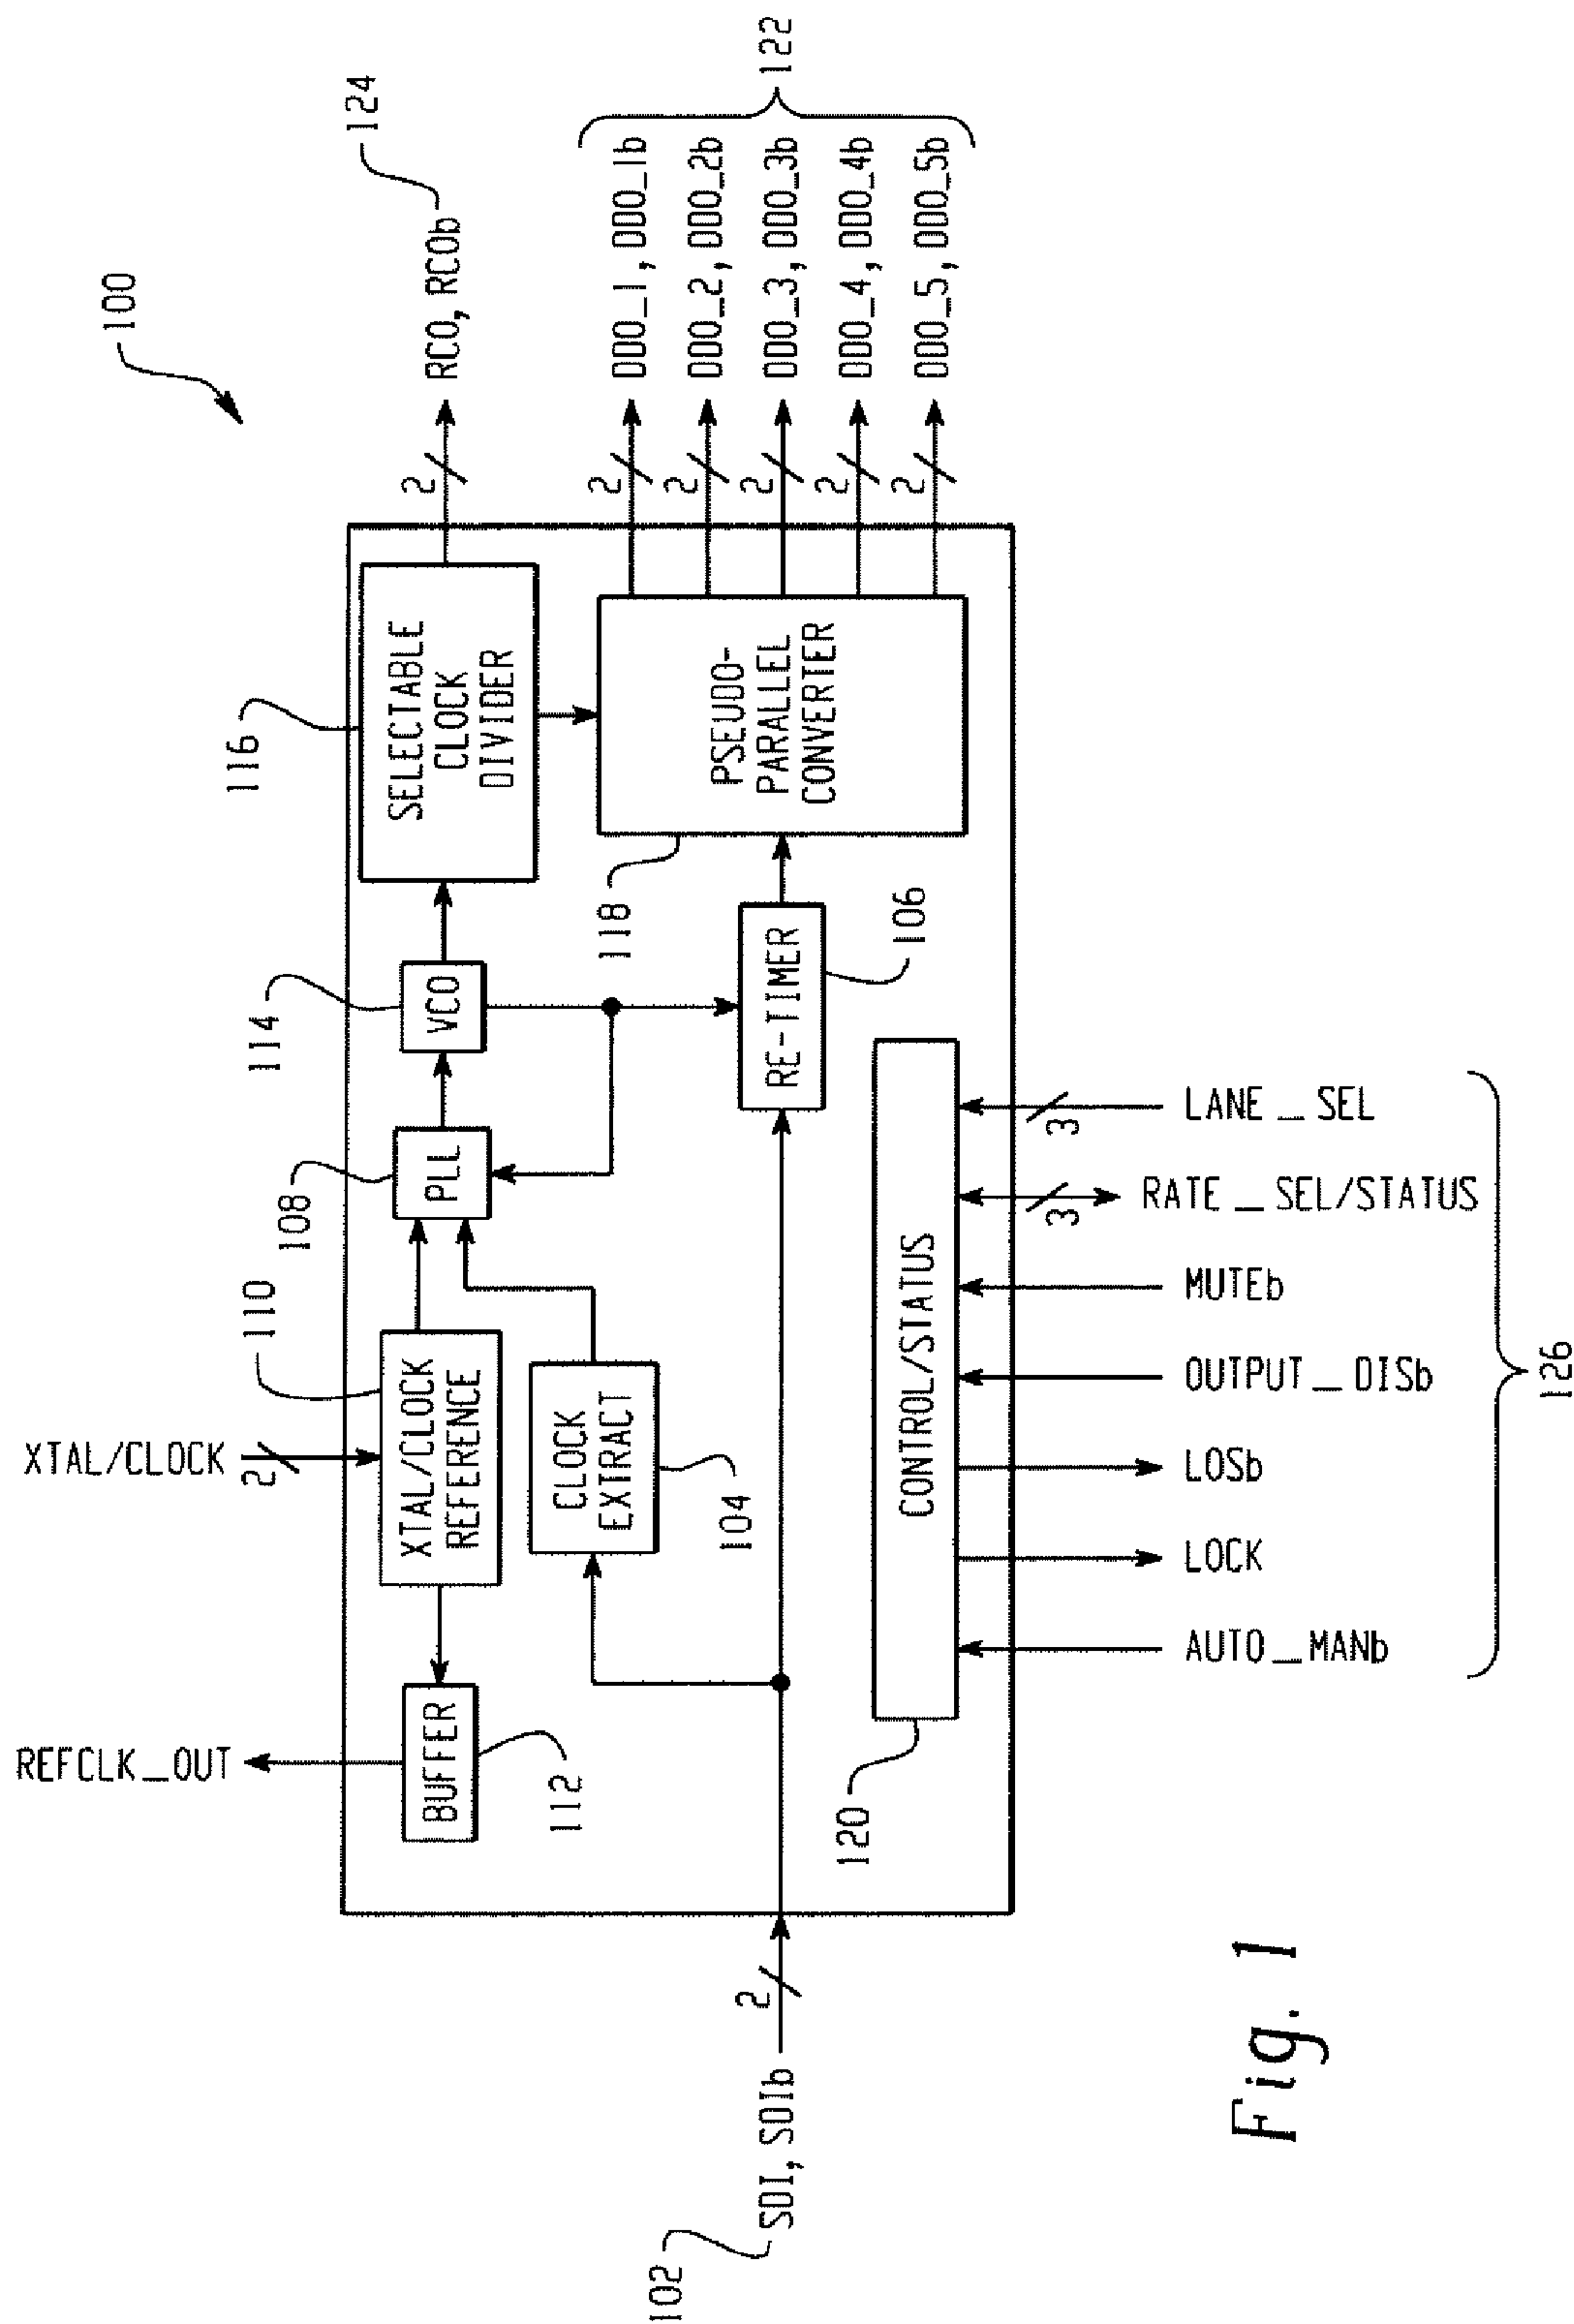 100
REFCLK_OUT
XTAL/CLOCK
2
110
108
114
116
124
BUFFER
112
XTAL/CLOCK
REFERENCE
PLL
VCO
SELECTABLE
CLOCK
DIVIDER
2
RCO, RCOb
CLOCK
EXTRACT
104
118
PSEUDO-
PARALLEL
CONVERTER
2
DDO_1, DDO_1b
2
DDO_2, DDO_2b
2
DDO_3, DDO_3b
2
DDO_4, DDO_4b
2
DDO_5, DDO_5b
122
102
SDI, SDIb
2
RE-TIMER
106
120
CONTROL/STATUS
3
3
AUTO_MANb
LOCK
LOSb
OUTPUT_DISb
MUTEb
RATE_SEL/STATUS
LANE_SEL
126
Fig. 1